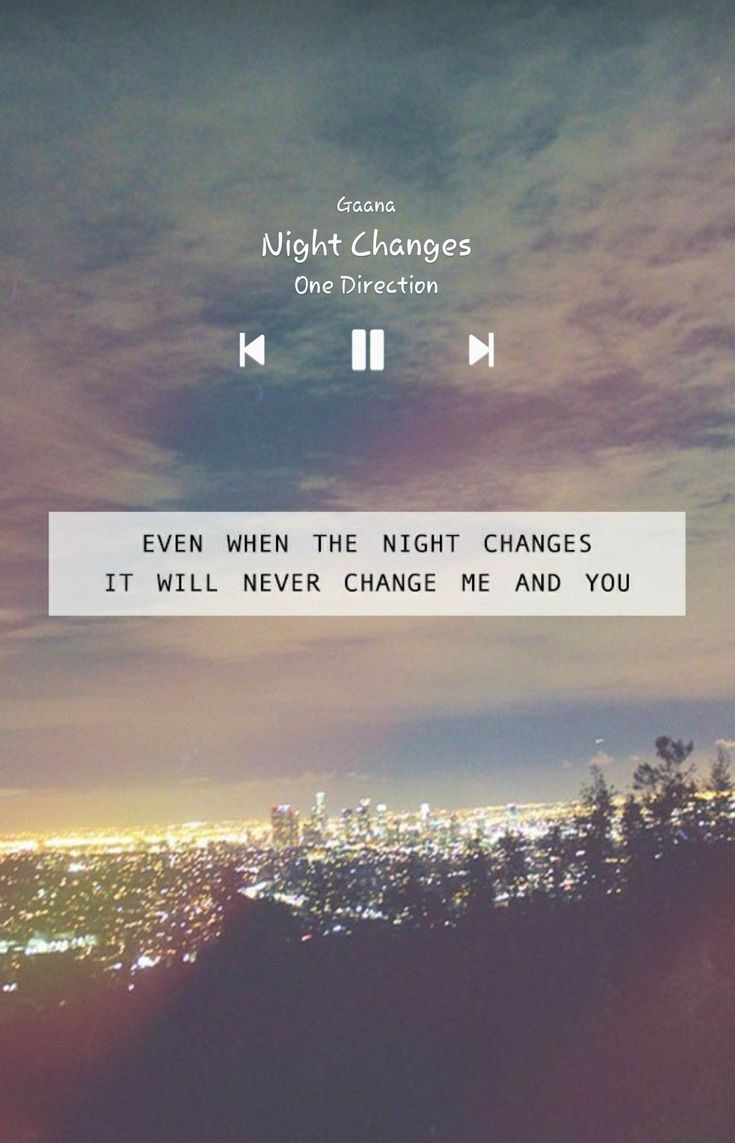 Gaana
Night Changes
One Direction
EVEN WHEN THE NIGHT CHANGES
IT WILL NEVER CHANGE ME AND YOU